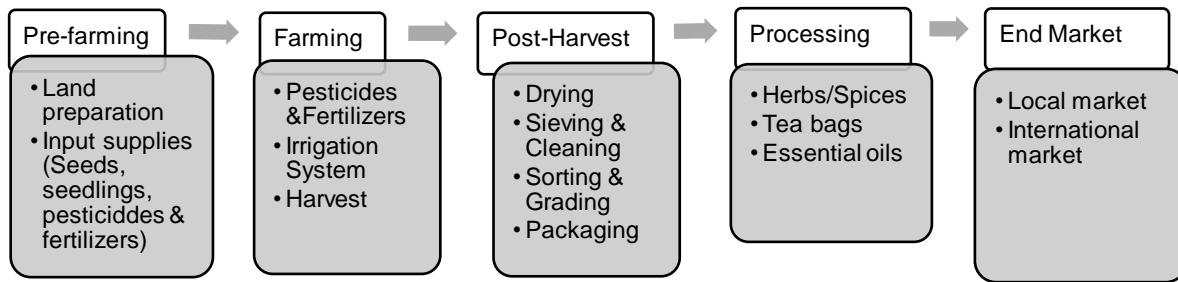 Pre-farming
• Land
preparation
• Input supplies
(Seeds,
seedlings,
pesticiddes &
fertilizers)
Farming
• Pesticides
&Fertilizers
• Irrigation
System
• Harvest
Post-Harvest
• Drying
• Sieving &
Cleaning
• Sorting &
Grading
• Packaging
Processing
• Herbs/Spices
• Tea bags
• Essential oils
End Market
• Local market
• International
market